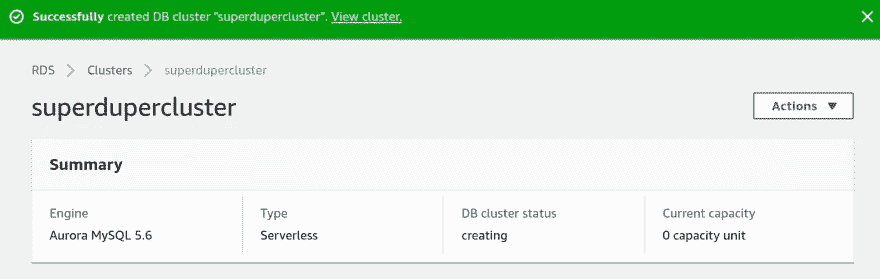 Successfully created DB cluster "superdupercluster". View cluster.
RDS Clusters superdupercluster
superdupercluster
Actions
Summary
Engine Type DB cluster status Current capacity
Aurora MySQL 5.6 Serverless creating 0 capacity unit